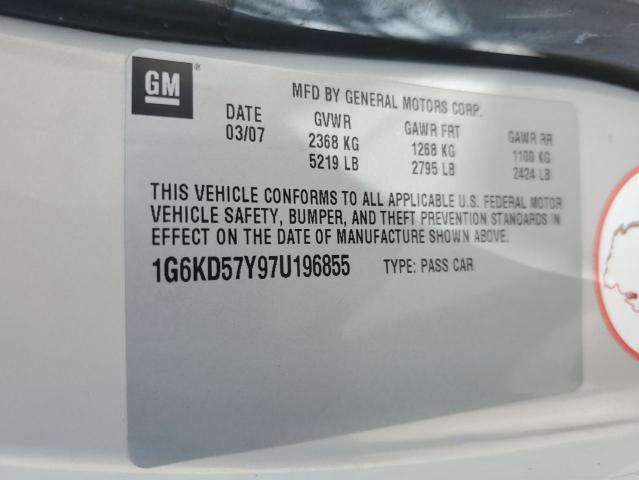 GM®
MFD BY GENERAL MOTORS CORP.
DATE GVWR GAWR FRT GAWR RR
03/07 2368 KG 1268 KG 1100 KG
5219 LB 2795 LB 2424 LB
THIS VEHICLE CONFORMS TO ALL APPLICABLE U.S. FEDERAL MOTOR
VEHICLE SAFETY, BUMPER, AND THEFT PREVENTION STANDARDS IN
EFFECT ON THE DATE OF MANUFACTURE SHOWN ABOVE.
1G6KD57Y97U196855 TYPE: PASS CAR